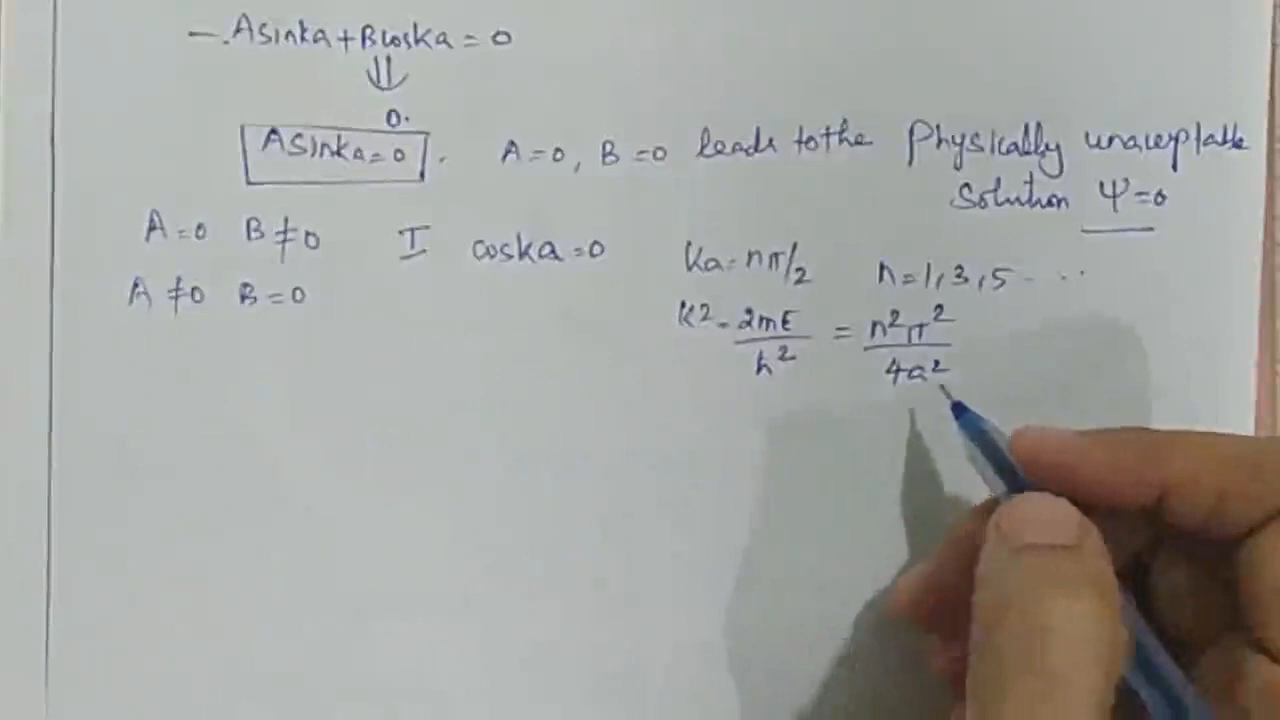 - . Asinka + Bcoska = 0
⇓
0.
Asinka = 0 . A = 0, B = 0 leads to the Physically unaceptable
Solution Ψ = 0
A = 0 B ≠ 0 I coska = 0 Ka = nπ/2 n = 1, 3, 5 - ...
A ≠ 0 B = 0
K² = 2mE/ħ² = n²π²/4a²